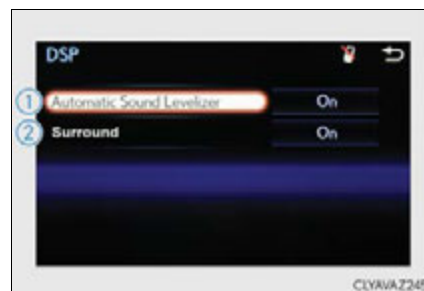 DSP
① Automatic Sound Levelizer On
② Surround On
CLYAVAZ245